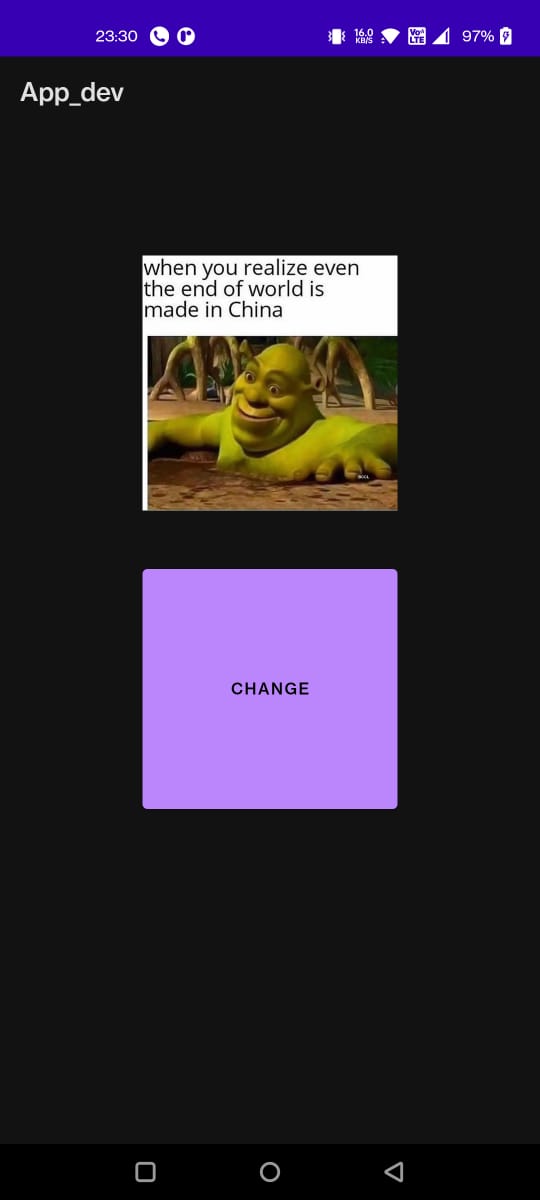 23:30
16.0
KB/S
Vo
LTE
97%
App_dev
when you realize even
the end of world is
made in China
CHANGE